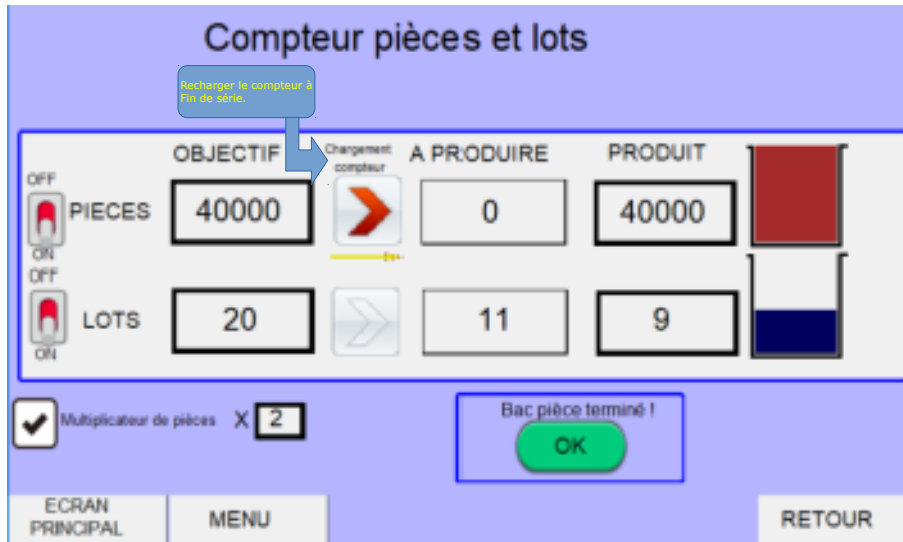 Compteur pièces et lots
Recharger le compteur à
Fin de série.
OBJECTIF
Chargement
compteur
A PRODUIRE
PRODUIT
OFF
PIECES
ON
40000
0
40000
OFF
LOTS
ON
20
11
9
Multiplicateur de pièces X 2
Bac pièce terminé !
OK
ECRAN
PRINCIPAL
MENU
RETOUR